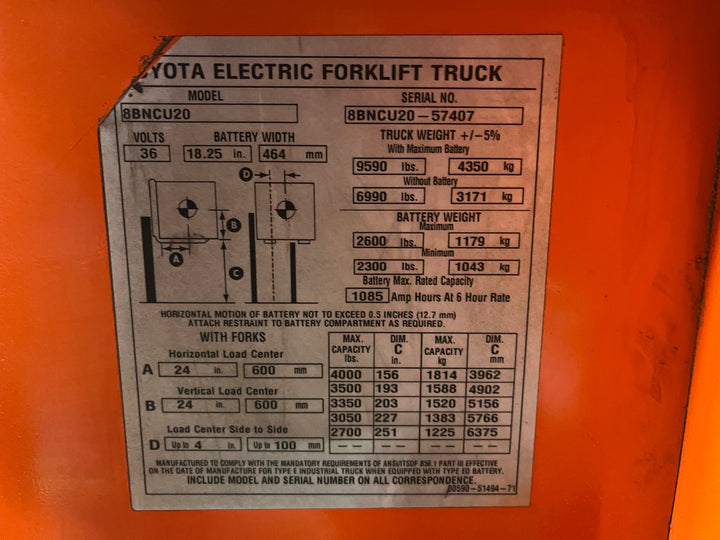 YOTA ELECTRIC FORKLIFT TRUCK
MODEL
8BNCU20
SERIAL NO.
8BNCU20-57407
VOLTS
36
BATTERY WIDTH
18.25 in. 464 mm
TRUCK WEIGHT +/-5%
With Maximum Battery
9590 lbs. 4350 kg
Without Battery
6990 lbs. 3171 kg
BATTERY WEIGHT
Maximum
2600 lbs. 1179 kg
Minimum
2300 lbs. 1043 kg
Battery Max. Rated Capacity
1085 Amp Hours At 6 Hour Rate
D
B
A
C
HORIZONTAL MOTION OF BATTERY NOT TO EXCEED 0.5 INCHES (12.7 mm)
ATTACH RESTRAINT TO BATTERY COMPARTMENT AS REQUIRED.
WITH FORKS
Horizontal Load Center
A 24 in. 600 mm
Vertical Load Center
B 24 in. 600 mm
Load Center Side to Side
D Up to 4 in. Up to 100 mm
MAX. CAPACITY lbs. DIM. C in. MAX. CAPACITY kg DIM. C mm
4000 156 1814 3962
3500 193 1588 4902
3350 203 1520 5156
3050 227 1383 5766
2700 251 1225 6375
-- -- -- --
MANUFACTURED TO COMPLY WITH THE MANDATORY REQUIREMENTS OF ANSI/ITSDF B56.1 PART III EFFECTIVE
ON THE DATE OF MANUFACTURE FOR TYPE E INDUSTRIAL TRUCK WHEN EQUIPPED WITH TYPE EO BATTERY.
INCLUDE MODEL AND SERIAL NUMBER ON ALL CORRESPONDENCE.
00590-51494-71